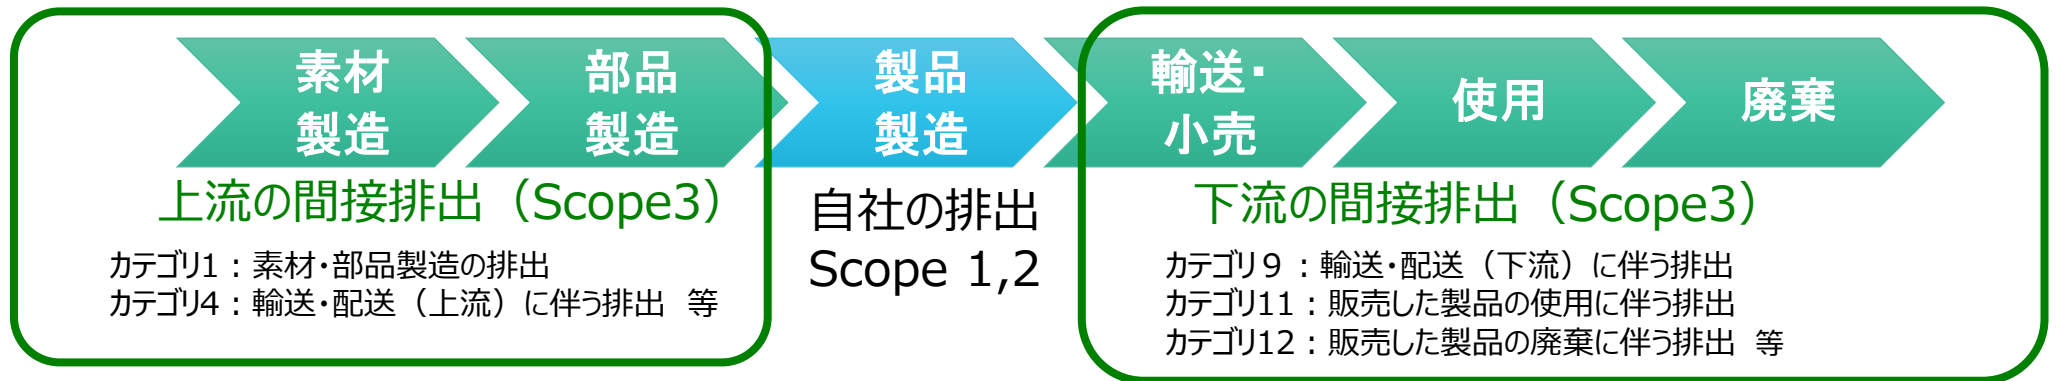 素材
製造
部品
製造
製品
製造
輸送・
小売
使用
廃棄
上流の間接排出（Scope3）
カテゴリ1：素材・部品製造の排出
カテゴリ4：輸送・配送（上流）に伴う排出　等
自社の排出
Scope 1,2
下流の間接排出（Scope3）
カテゴリ９：輸送・配送（下流）に伴う排出
カテゴリ11：販売した製品の使用に伴う排出
カテゴリ12：販売した製品の廃棄に伴う排出　等